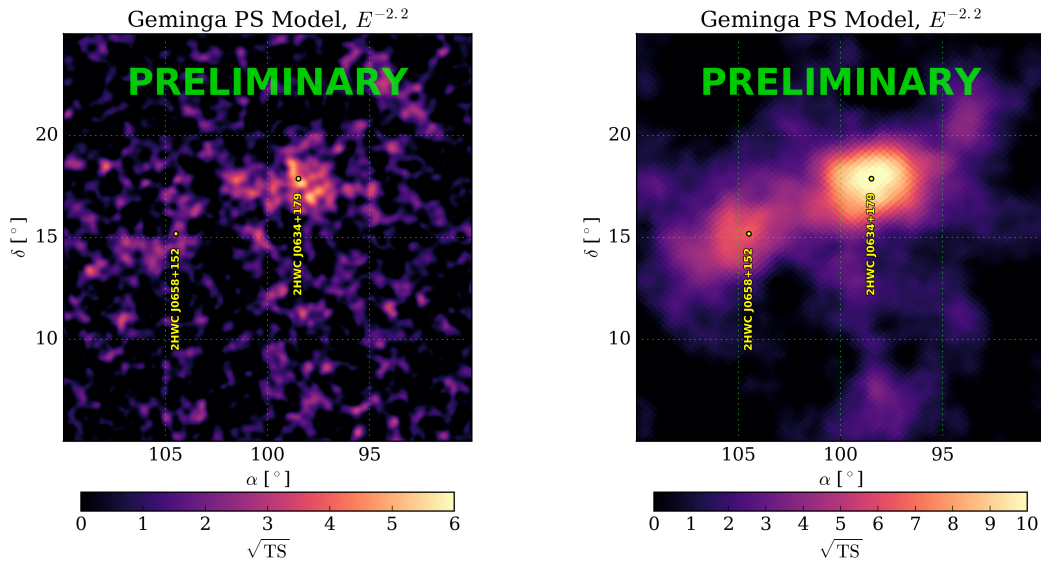 Geminga PS Model, E^{-2.2}
PRELIMINARY
20
15
10
δ [°]
2HWC J0634+179
2HWC J0658+152
105 100 95
α [°]
0 1 2 3 4 5 6
√TS
Geminga PS Model, E^{-2.2}
PRELIMINARY
20
15
10
δ [°]
2HWC J0634+179
2HWC J0658+152
105 100 95
α [°]
0 1 2 3 4 5 6 7 8 9 10
√TS